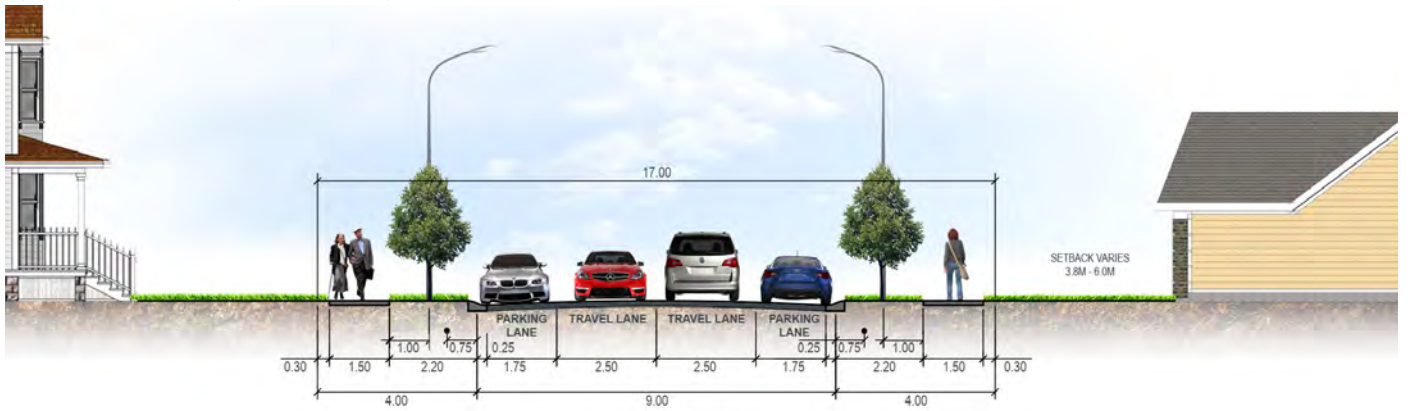 17.00
SETBACK VARIES
3.8M - 6.0M
PARKING
LANE
TRAVEL LANE
TRAVEL LANE
PARKING
LANE
1.00
0.75
0.25
0.25
0.75
1.00
0.30
1.50
2.20
1.75
2.50
2.50
1.75
2.20
1.50
0.30
4.00
9.00
4.00